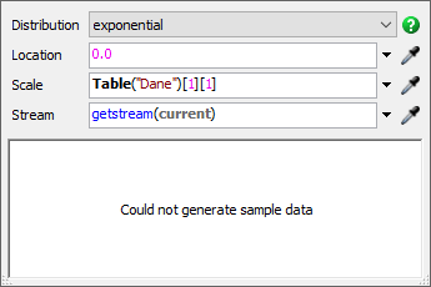 Distribution exponential ?
Location 0.0
Scale Table("Dane")[1][1]
Stream getstream(current)
Could not generate sample data